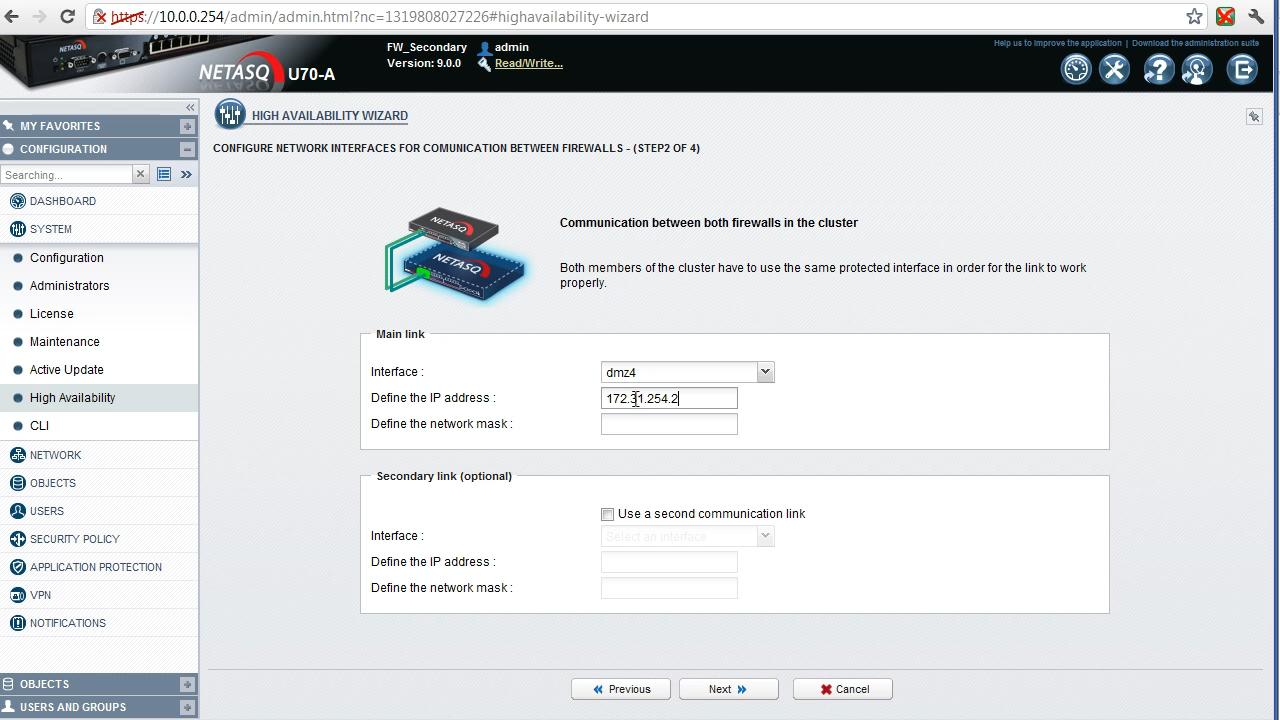 https://10.0.0.254/admin/admin.html?nc=1319808027226#highavailability-wizard
NETASQ
NETASQ U70-A
FW_Secondary admin
Version: 9.0.0 Read/Write...
Help us to improve the application | Download the administration suite
MY FAVORITES
CONFIGURATION
Searching...
DASHBOARD
SYSTEM
Configuration
Administrators
License
Maintenance
Active Update
High Availability
CLI
NETWORK
OBJECTS
USERS
SECURITY POLICY
APPLICATION PROTECTION
VPN
NOTIFICATIONS
OBJECTS
USERS AND GROUPS
HIGH AVAILABILITY WIZARD
CONFIGURE NETWORK INTERFACES FOR COMUNICATION BETWEEN FIREWALLS - (STEP2 OF 4)
NETASQ
NETASQ
Communication between both firewalls in the cluster
Both members of the cluster have to use the same protected interface in order for the link to work
properly.
Main link
Interface : dmz4
Define the IP address : 172.31.254.2
Define the network mask :
Secondary link (optional)
Use a second communication link
Interface : Select an interface
Define the IP address :
Define the network mask :
Previous Next Cancel